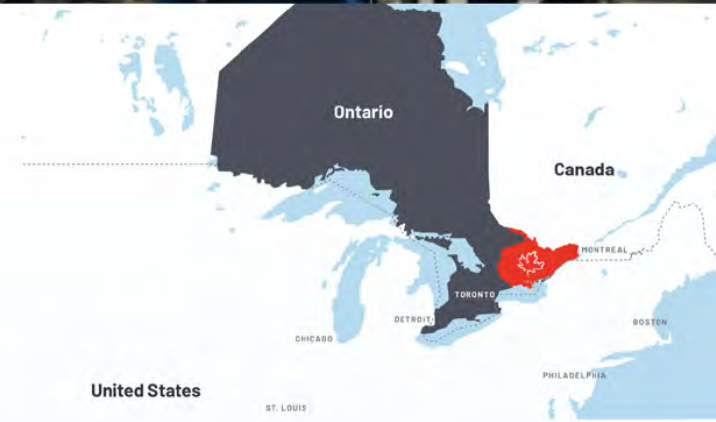 Ontario
Canada
MONTREAL
TORONTO
DETROIT
BOSTON
CHICAGO
PHILADELPHIA
United States
ST. LOUIS